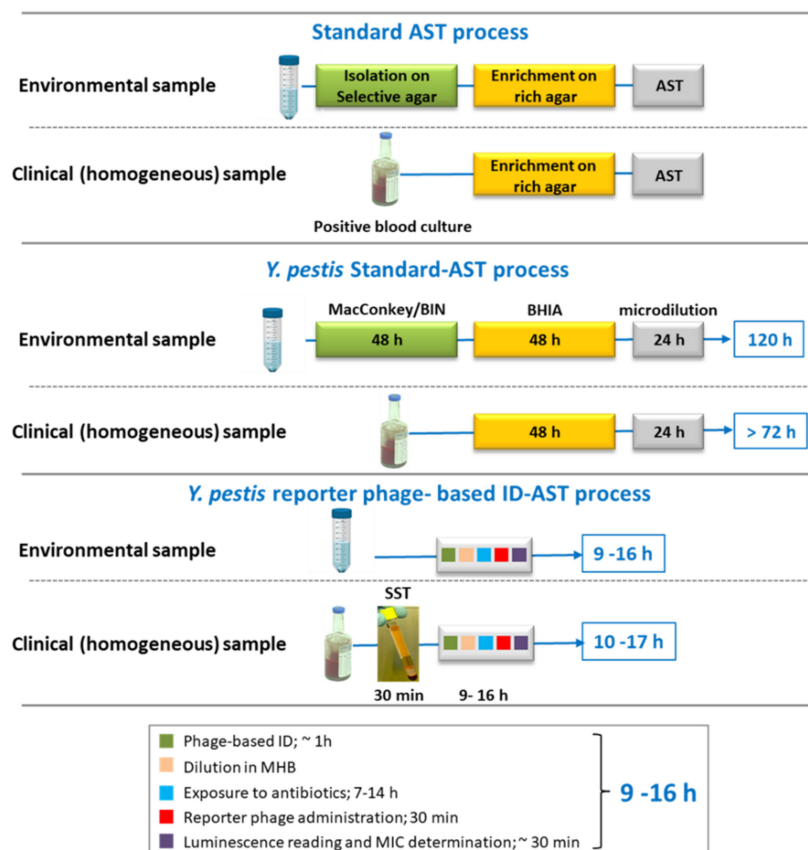 Standard AST process
Environmental sample
Isolation on
Selective agar
Enrichment on
rich agar
AST
Clinical (homogeneous) sample
Enrichment on
rich agar
AST
Positive blood culture
Y. pestis Standard-AST process
MacConkey/BIN
BHIA
microdilution
Environmental sample
48 h
48 h
24 h
120 h
Clinical (homogeneous) sample
48 h
24 h
> 72 h
Y. pestis reporter phage- based ID-AST process
Environmental sample
9 -16 h
SST
Clinical (homogeneous) sample
10 -17 h
30 min
9- 16 h
Phage-based ID; ~ 1h
Dilution in MHB
Exposure to antibiotics; 7-14 h
Reporter phage administration; 30 min
Luminescence reading and MIC determination; ~ 30 min
9 -16 h